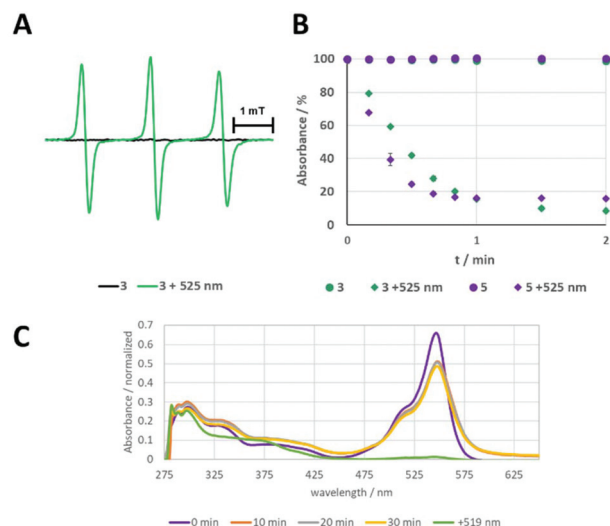 A
1 mT
3 3 + 525 nm
B
Absorbance / %
100
80
60
40
20
0
0 1 2
t / min
3 3 +525 nm 5 5 +525 nm
C
Absorbance / normalized
0.7
0.6
0.5
0.4
0.3
0.2
0.1
0
275 325 375 425 475 525 575 625
wavelength / nm
0 min 10 min 20 min 30 min +519 nm